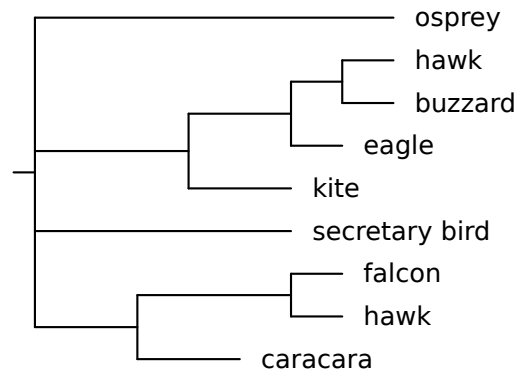 osprey
hawk
buzzard
eagle
kite
secretary bird
falcon
hawk
caracara